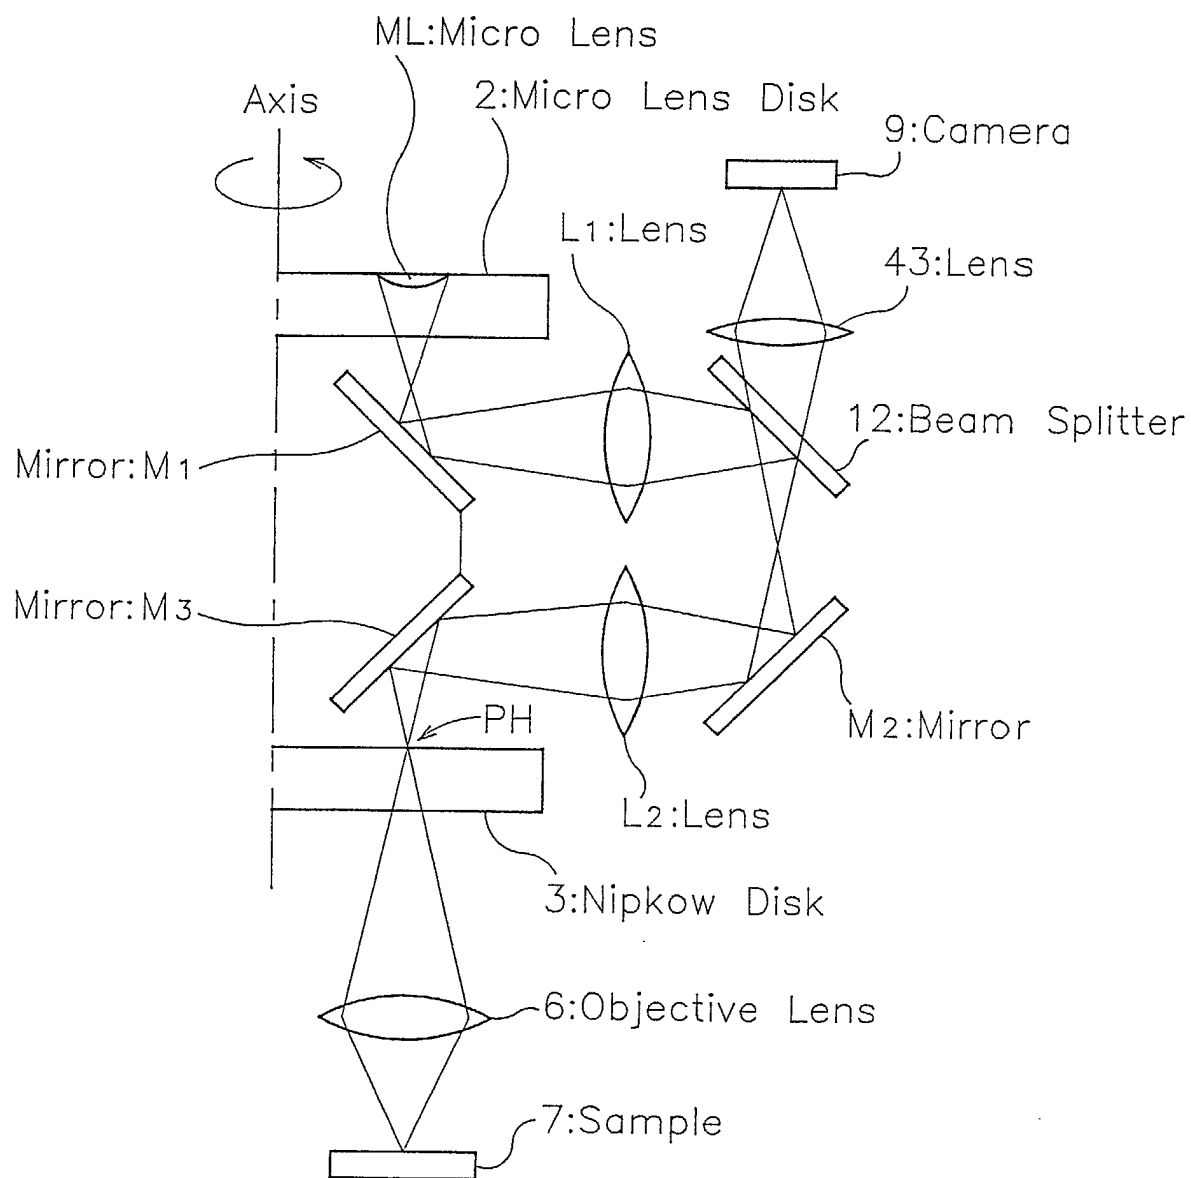 ML:Micro Lens
Axis
2:Micro Lens Disk
9:Camera
L1:Lens
43:Lens
12:Beam Splitter
Mirror:M1
Mirror:M3
PH
M2:Mirror
L2:Lens
3:Nipkow Disk
6:Objective Lens
7:Sample